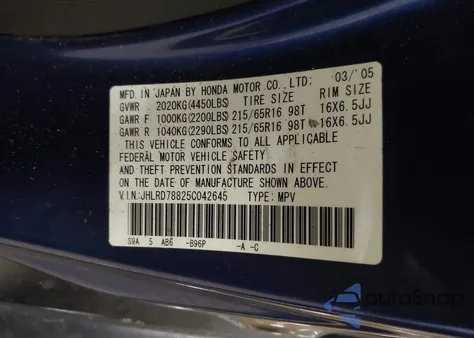 MFD. IN JAPAN BY HONDA MOTOR CO., LTD: 03/'05
GVWR 2020KG(4450LBS) TIRE SIZE RIM SIZE
GAWR F 1000KG(2200LBS) 215/65R16 98T 16X6.5JJ
GAWR R 1040KG(2290LBS) 215/65R16 98T 16X6.5JJ
THIS VEHICLE CONFORMS TO ALL APPLICABLE
FEDERAL MOTOR VEHICLE SAFETY
AND THEFT PREVENTION STANDARDS IN EFFECT ON THE
DATE OF MANUFACTURE SHOWN ABOVE.
V.I.N: JHLRD78825C042645 TYPE: MPV
S9A 5 AB6 -B96P -A -C
AutoSnap